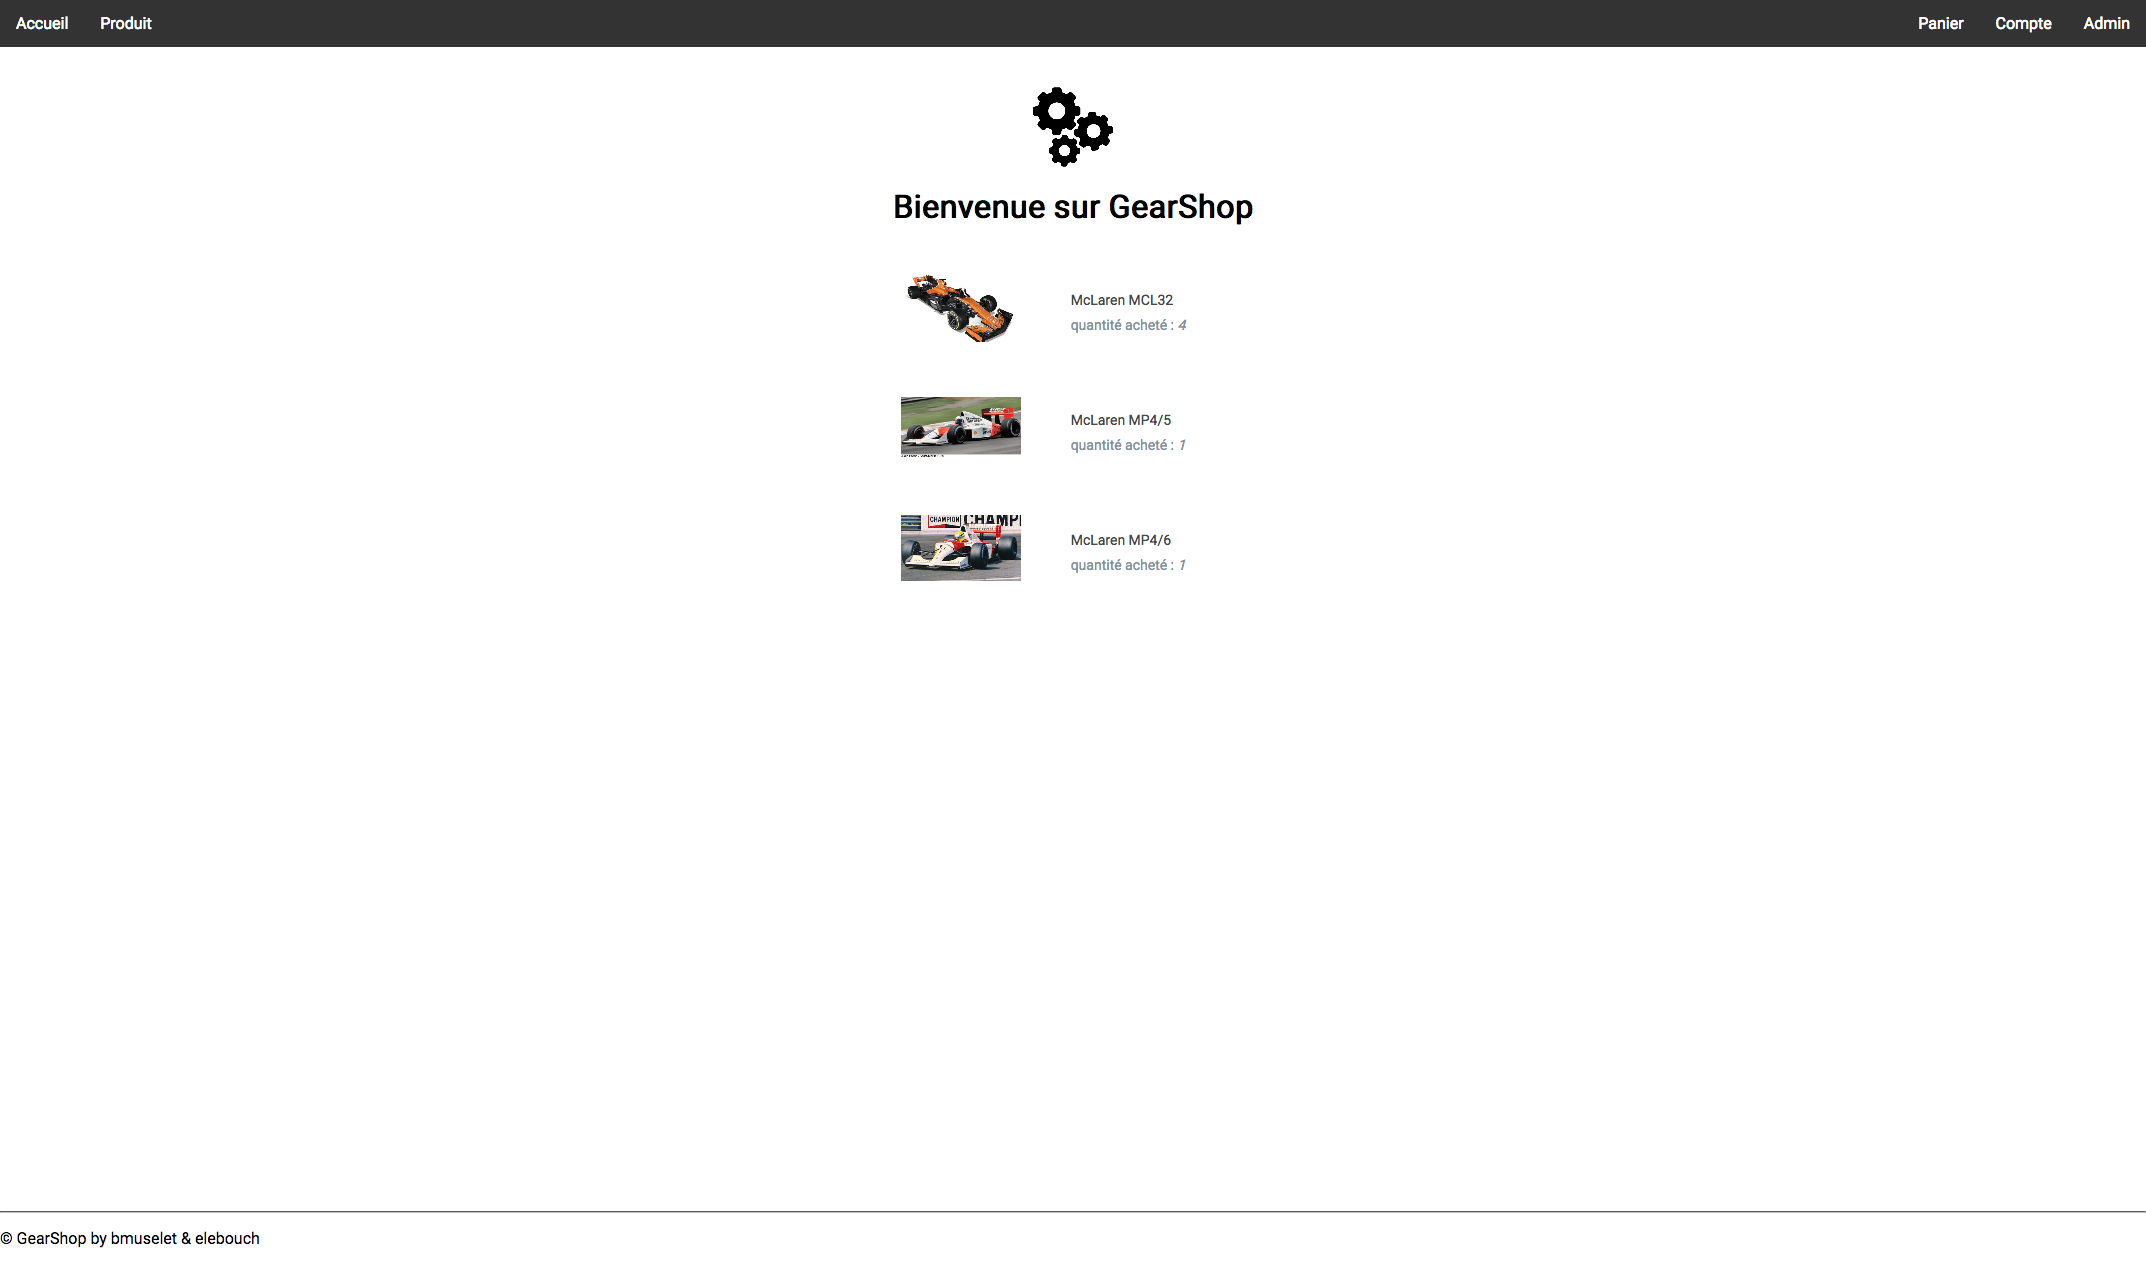 Accueil Produit Panier Compte Admin
Bienvenue sur GearShop
McLaren MCL32
quantité acheté : 4
McLaren MP4/5
quantité acheté : 1
CHAMPION CHAMPI
McLaren MP4/6
quantité acheté : 1
© GearShop by bmuselet & elebouch